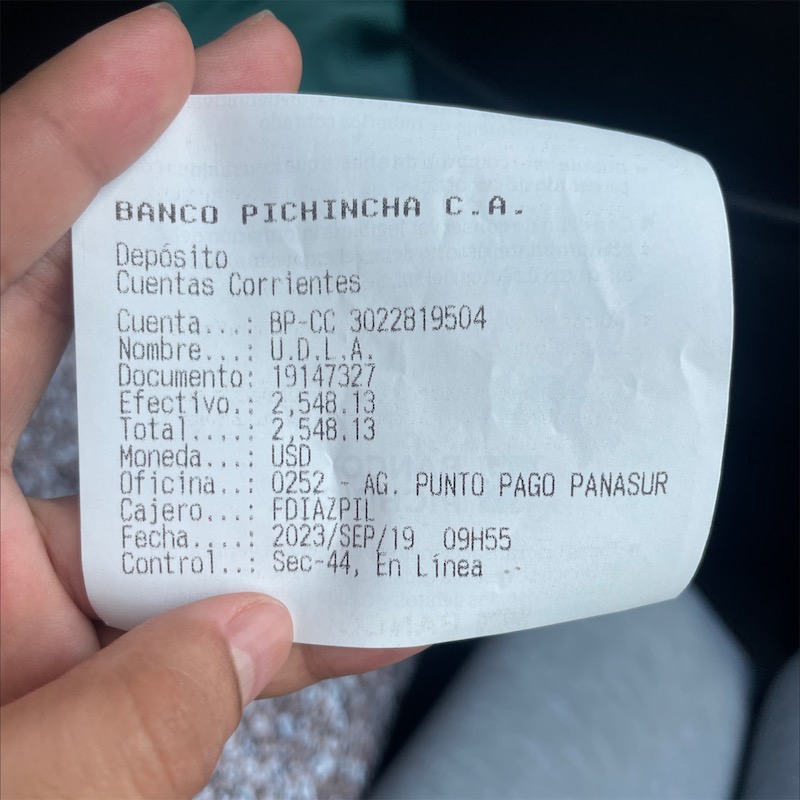 BANCO PICHINCHA C.A.
Depósito
Cuentas Corrientes
Cuenta...: BP-CC 3022819504
Nombre...: U.D.L.A.
Documento: 19147327
Efectivo.: 2,548.13
Total....: 2,548.13
Moneda...: USD
Oficina..: 0252 - AG. PUNTO PAGO PANASUR
Cajero...: FDIAZPIL
Fecha....: 2023/SEP/19 09H55
Control..: Sec-44, En Línea